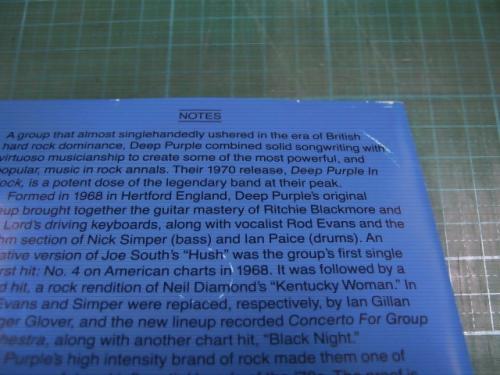 NOTES
A group that almost singlehandedly ushered in the era of British
hard rock dominance, Deep Purple combined solid songwriting with
virtuoso musicianship to create some of the most powerful, and
popular, music in rock annals. Their 1970 release, Deep Purple In
Rock, is a potent dose of the legendary band at their peak.
Formed in 1968 in Hertford England, Deep Purple's original
eup brought together the guitar mastery of Ritchie Blackmore and
Lord's driving keyboards, along with vocalist Rod Evans and the
hm section of Nick Simper (bass) and Ian Paice (drums). An
ative version of Joe South's "Hush" was the group's first single
rst hit: No. 4 on American charts in 1968. It was followed by a
d hit, a rock rendition of Neil Diamond's "Kentucky Woman." In
Evans and Simper were replaced, respectively, by Ian Gillan
ger Glover, and the new lineup recorded Concerto For Group
hestra, along with another chart hit, "Black Night."
Purple's high intensity brand of rock made them one of